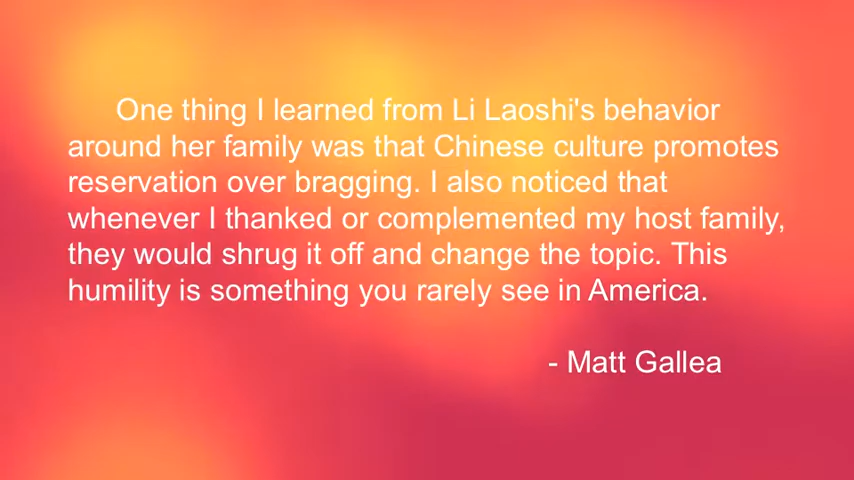 One thing I learned from Li Laoshi's behavior
around her family was that Chinese culture promotes
reservation over bragging. I also noticed that
whenever I thanked or complemented my host family,
they would shrug it off and change the topic. This
humility is something you rarely see in America.
- Matt Gallea